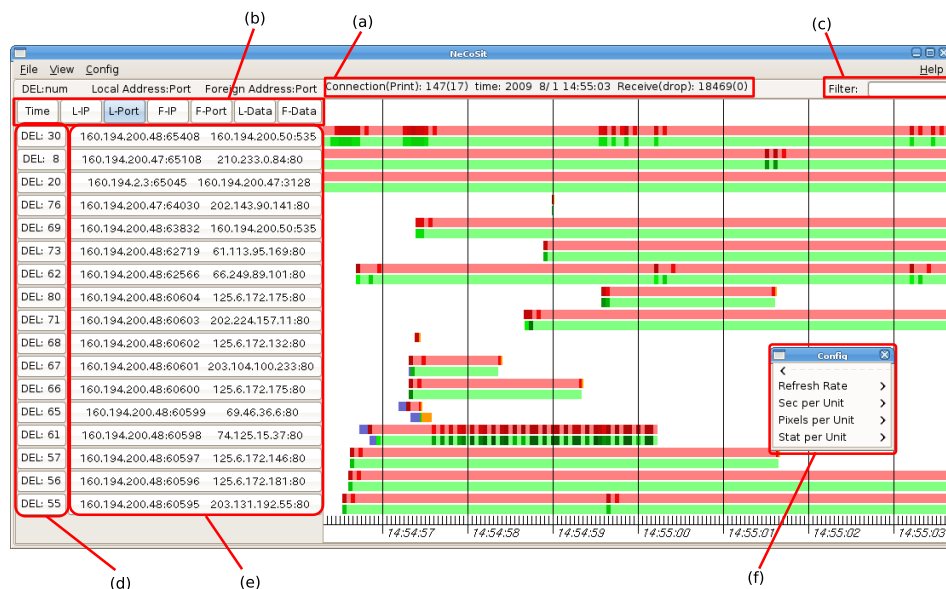 (b)
(a)
(c)
NeCoSit
File View Config Help
DEL:num Local Address:Port Foreign Address:Port
Connection(Print): 147(17) time: 2009 8/ 1 14:55:03 Receive(drop): 18469(0)
Filter:
Time L-IP L-Port F-IP F-Port L-Data F-Data
DEL: 30 160.194.200.48:65408 160.194.200.50:535
DEL: 8 160.194.200.47:65108 210.233.0.84:80
DEL: 20 160.194.2.3:65045 160.194.200.47:3128
DEL: 76 160.194.200.47:64030 202.143.90.141:80
DEL: 69 160.194.200.48:63832 160.194.200.50:535
DEL: 73 160.194.200.48:62719 61.113.95.169:80
DEL: 62 160.194.200.48:62566 66.249.89.101:80
DEL: 80 160.194.200.48:60604 125.6.172.175:80
DEL: 71 160.194.200.48:60603 202.224.157.11:80
DEL: 68 160.194.200.48:60602 125.6.172.132:80
DEL: 67 160.194.200.48:60601 203.104.100.233:80
DEL: 66 160.194.200.48:60600 125.6.172.175:80
DEL: 65 160.194.200.48:60599 69.46.36.6:80
DEL: 61 160.194.200.48:60598 74.125.15.37:80
DEL: 57 160.194.200.48:60597 125.6.172.146:80
DEL: 56 160.194.200.48:60596 125.6.172.181:80
DEL: 55 160.194.200.48:60595 203.131.192.55:80
Config
<
Refresh Rate >
Sec per Unit >
Pixels per Unit >
Stat per Unit >
14:54:57 14:54:58 14:54:59 14:55:00 14:55:01 14:55:02 14:55:03
(d)
(e)
(f)